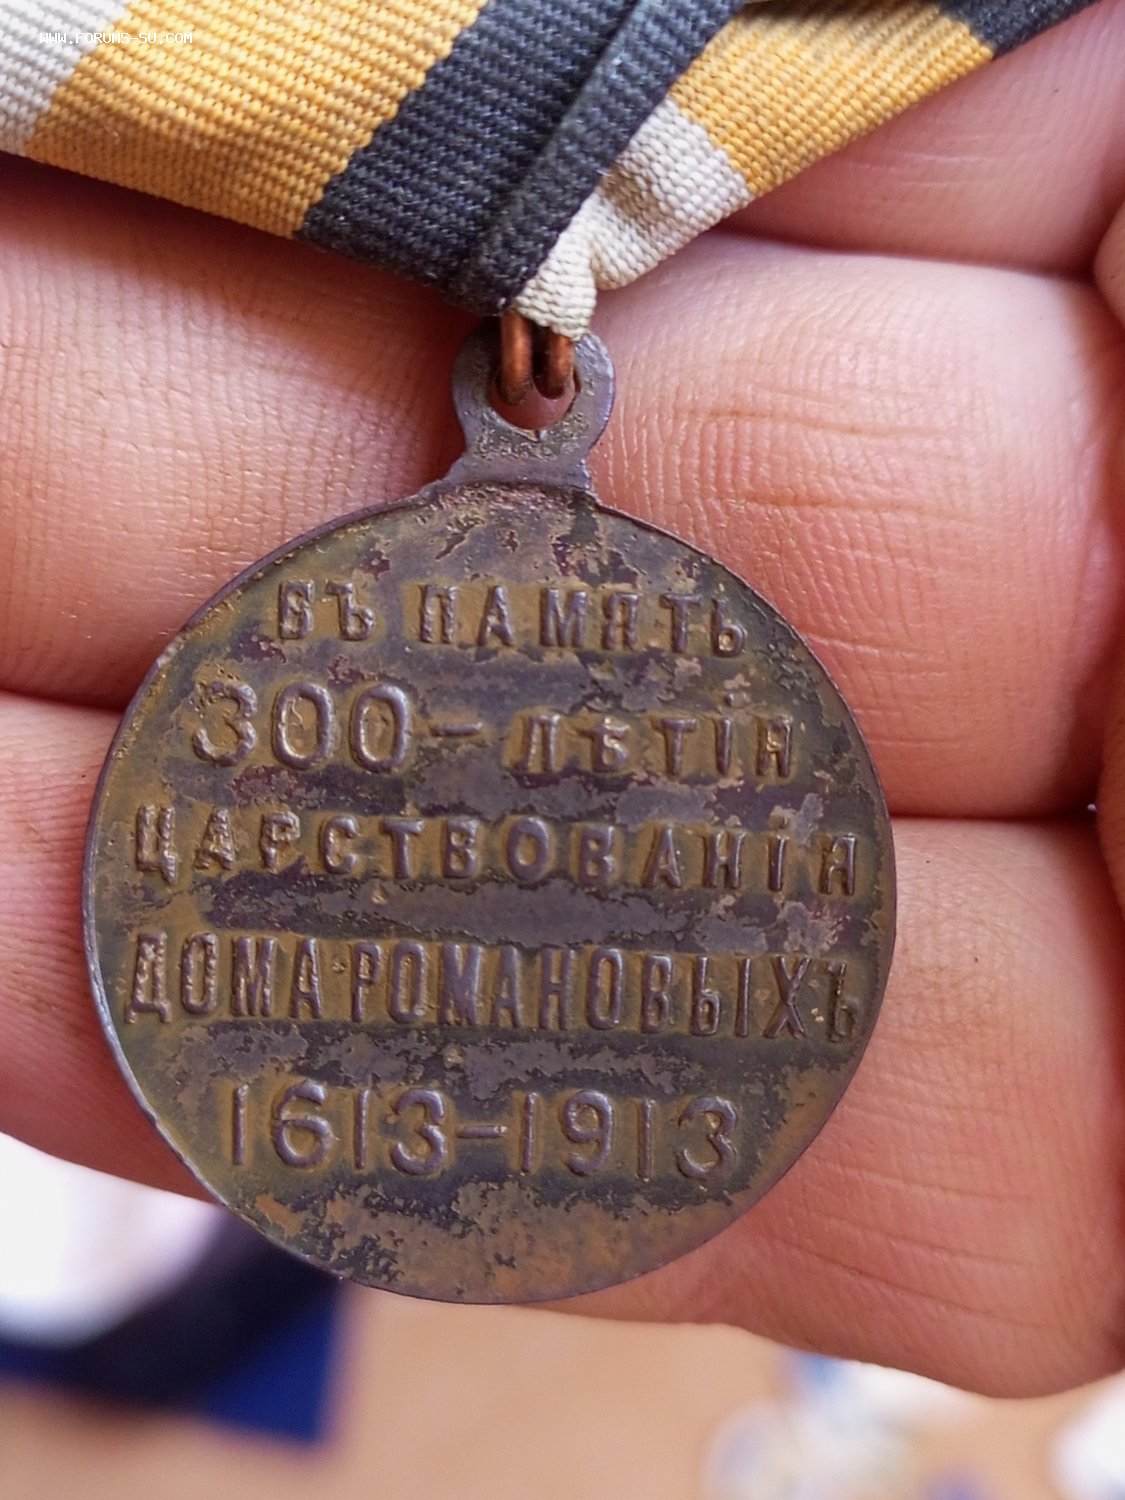 WWW.FORUMS-SU.COM
ВЪ ПАМЯТЬ
300-ЛѢТІЯ
ЦАРСТВОВАНІЯ
ДОМА·РОМАНОВЫХЪ
1613-1913